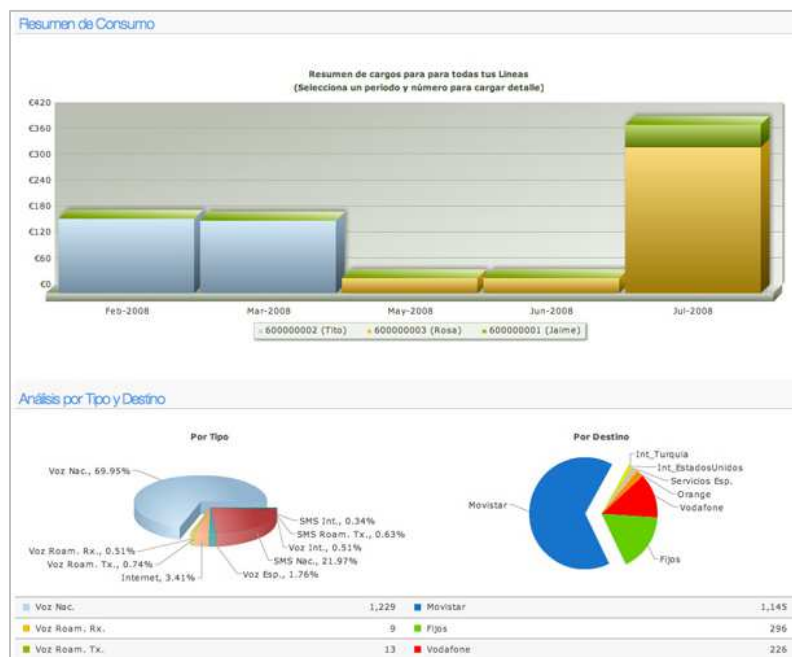 Resumen de Consumo
Resumen de cargos para para todas tus Lineas
(Selecciona un periodo y número para cargar detalle)
€420
€360
€300
€240
€180
€120
€60
€0
Feb-2008
Mar-2008
May-2008
Jun-2008
Jul-2008
600000002 (Tito)
600000003 (Rosa)
600000001 (Jaime)
Análisis por Tipo y Destino
Por Tipo
Voz Nac., 69.95%
SMS Int., 0.34%
SMS Roam. Tx., 0.63%
Voz Int., 0.51%
SMS Nac., 21.97%
Voz Esp., 1.76%
Internet, 3.41%
Voz Roam. Tx., 0.74%
Voz Roam. Rx., 0.51%
Por Destino
Int_Turquia
Int_EstadosUnidos
Servicios Esp.
Orange
Vodafone
Fijos
Movistar
Voz Nac. 1,229
Movistar 1,145
Voz Roam. Rx. 9
Fijos 296
Voz Roam. Tx. 13
Vodafone 226